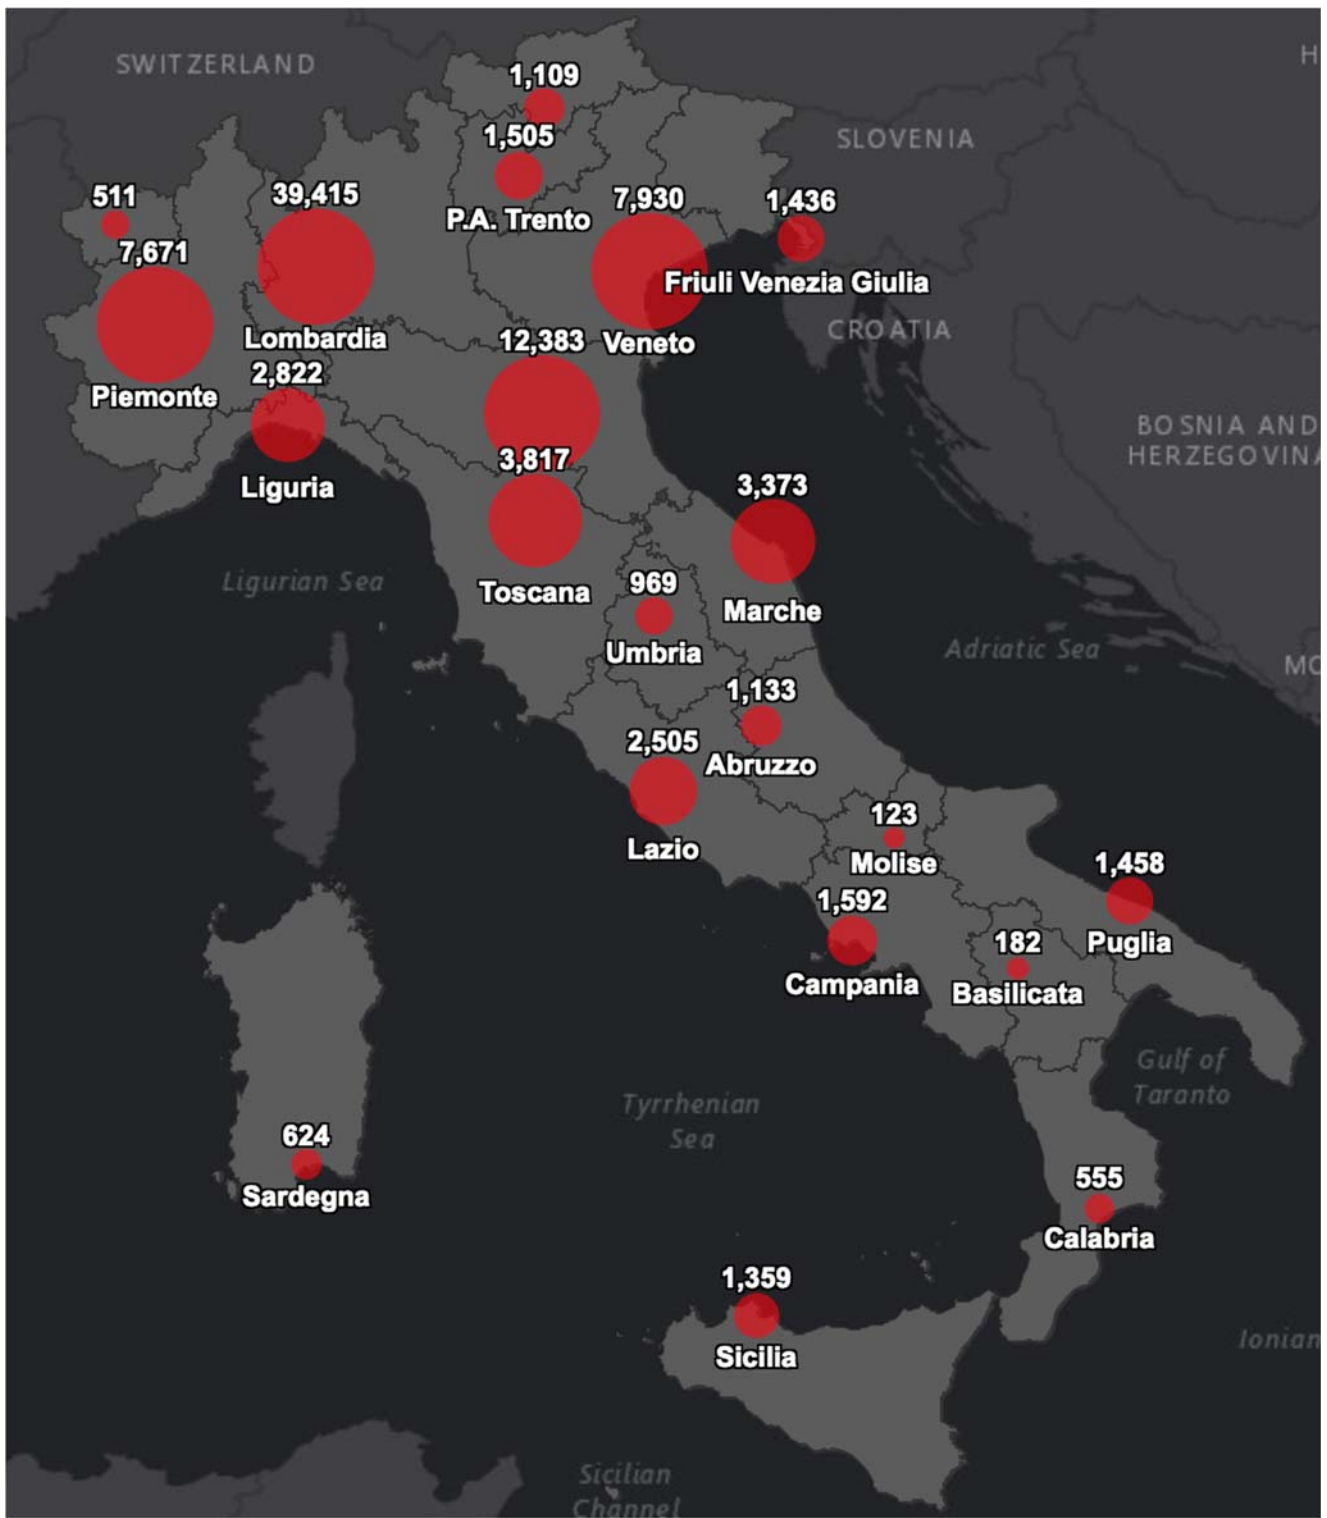 SWITZERLAND
H
1,109
SLOVENIA
1,505
P.A. Trento
511
39,415
7,930
1,436
7,671
Friuli Venezia Giulia
CROATIA
Lombardia
12,383
Veneto
2,822
Piemonte
BOSNIA AND
HERZEGOVINA
3,817
Liguria
3,373
Ligurian Sea
969
Toscana
Marche
Umbria
Adriatic Sea
MO
1,133
2,505
Abruzzo
123
Lazio
Molise
1,458
1,592
182
Puglia
Campania
Basilicata
Gulf of
Taranto
Tyrrhenian
Sea
624
Sardegna
555
Calabria
1,359
Ionian
Sicilia
Sicilian
Channel